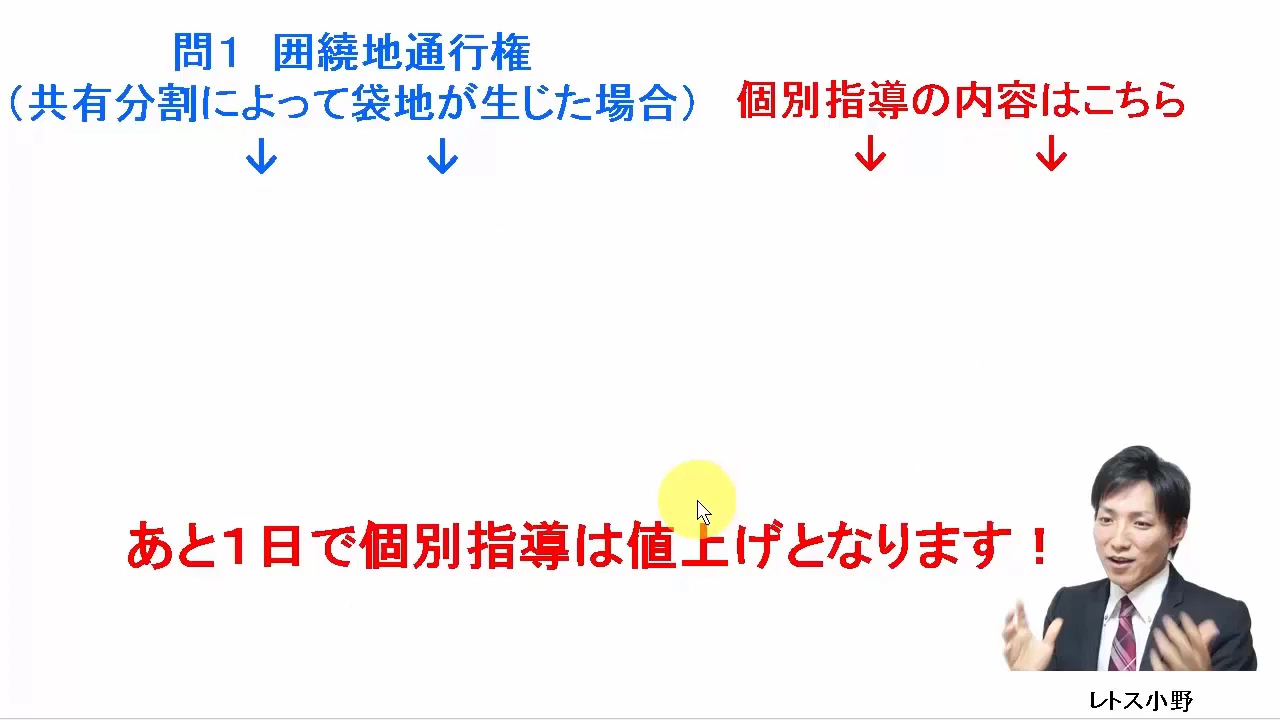 問１　囲繞地通行権
（共有分割によって袋地が生じた場合）
↓　↓
個別指導の内容はこちら
↓　↓
あと１日で個別指導は値上げとなります！
レトス小野